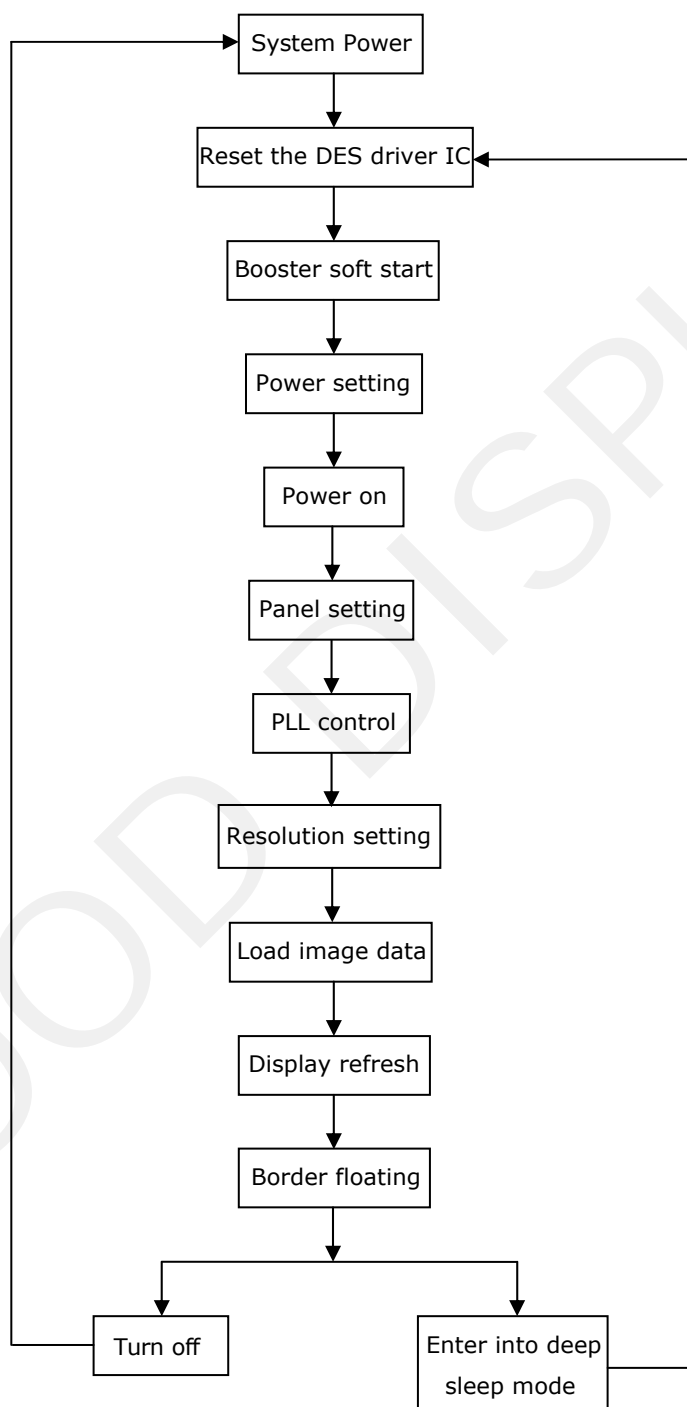 System Power
Reset the DES driver IC
Booster soft start
Power setting
Power on
Panel setting
PLL control
Resolution setting
Load image data
Display refresh
Border floating
Turn off
Enter into deep
sleep mode